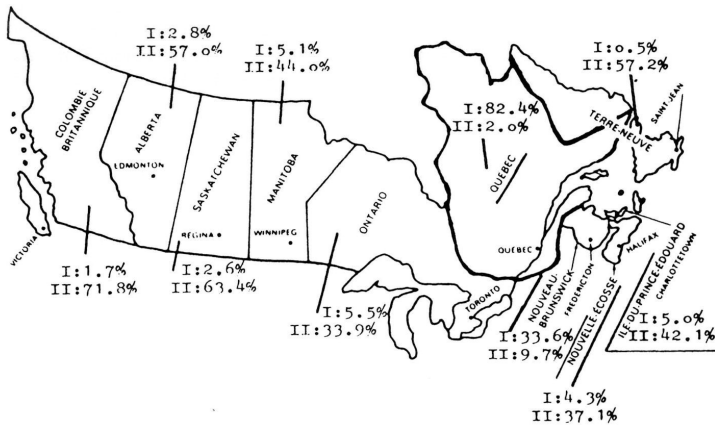 I:2.8%
II:57.0%
I:5.1%
II:44.0%
I:0.5%
II:57.2%
I:82.4%
II:2.0%
COLOMBIE
BRITANNIQUE
ALBERTA
EDMONTON
SASKATCHEWAN
REGINA
MANITOBA
WINNIPEG
ONTARIO
QUEBEC
QUÉBEC
TERRE-NEUVE
SAINT-JEAN
VICTORIA
I:1.7%
II:71.8%
I:2.6%
II:63.4%
I:5.5%
II:33.9%
TORONTO
NOUVEAU-
BRUNSWICK
FREDERICTON
NOUVELLE-ÉCOSSE
HALIFAX
ILE-DU-PRINCE-ÉDOUARD
CHARLOTTETOWN
I:33.6%
II:9.7%
I:5.0%
II:42.1%
I:4.3%
II:37.1%